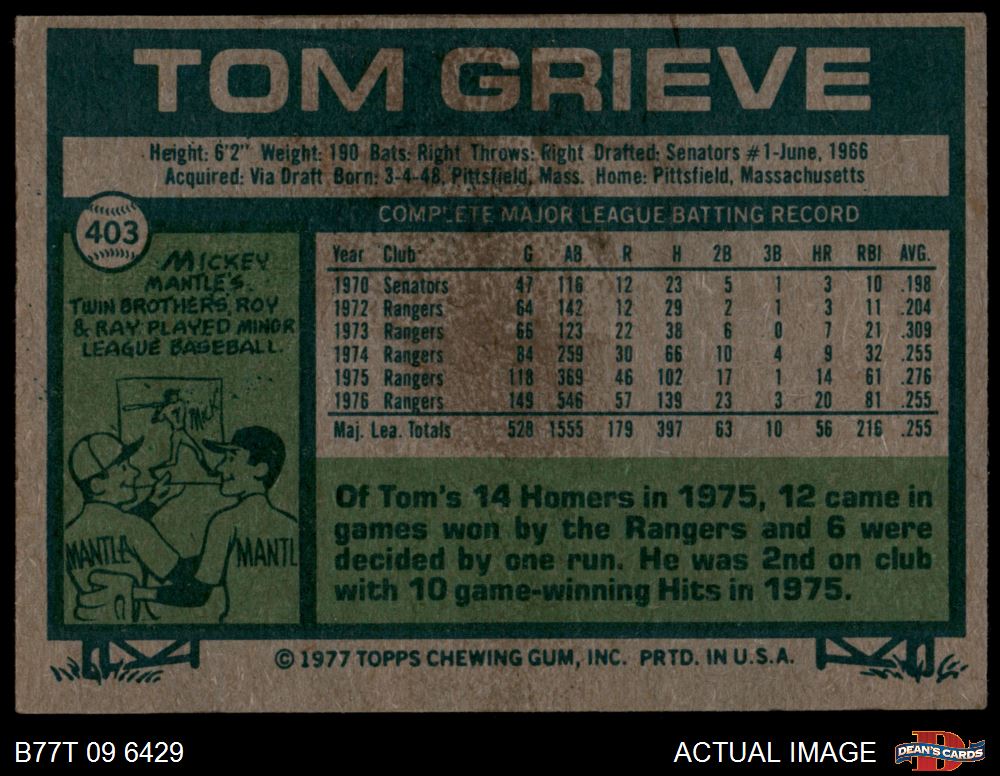 TOM GRIEVE
Height: 6'2" Weight: 190 Bats: Right Throws: Right Drafted: Senators #1-June, 1966
Acquired: Via Draft Born: 3-4-48, Pittsfield, Mass. Home: Pittsfield, Massachusetts
403
MICKEY
MANTLE'S
TWIN BROTHERS, ROY
& RAY PLAYED MINOR
LEAGUE BASEBALL.
7
MICK
MANTLE
MANTL
COMPLETE MAJOR LEAGUE BATTING RECORD
Year Club G AB R H 2B 3B HR RBI AVG.
1970 Senators 47 116 12 23 5 1 3 10 .198
1972 Rangers 64 142 12 29 2 1 3 11 .204
1973 Rangers 66 123 22 38 6 0 7 21 .309
1974 Rangers 84 259 30 66 10 4 9 32 .255
1975 Rangers 118 369 46 102 17 1 14 61 .276
1976 Rangers 149 546 57 139 23 3 20 81 .255
Maj. Lea. Totals 528 1555 179 397 63 10 56 216 .255
Of Tom's 14 Homers in 1975, 12 came in
games won by the Rangers and 6 were
decided by one run. He was 2nd on club
with 10 game-winning Hits in 1975.
© 1977 TOPPS CHEWING GUM, INC. PRTD. IN U.S.A.
B77T 09 6429
ACTUAL IMAGE
D
DEAN'S CARDS